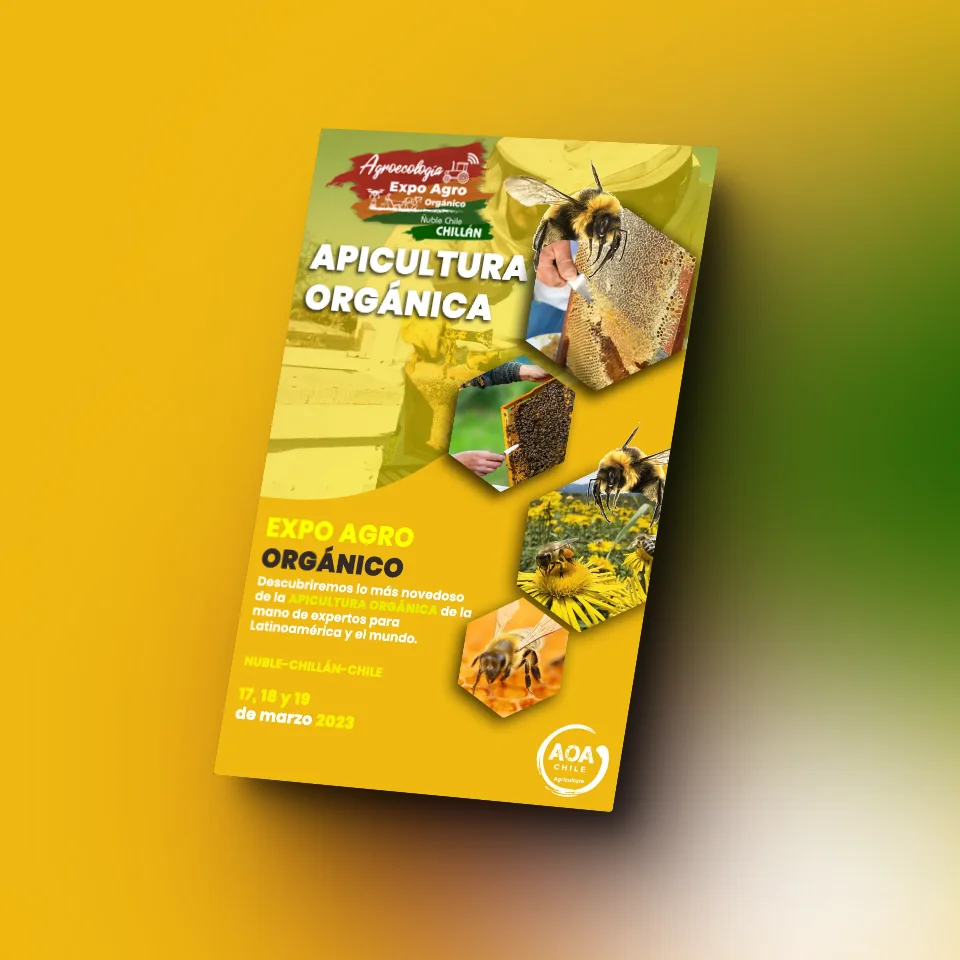 Agroecología
Expo Agro
Orgánico
Ñuble Chile
CHILLÁN
APICULTURA
ORGÁNICA
EXPO AGRO
ORGÁNICO
Descubriremos lo más novedoso
de la APICULTURA ORGÁNICA de la
mano de expertos para
Latinoamérica y el mundo.
NUBLE-CHILLÁN-CHILE
17, 18 y 19
de marzo 2023
AOA
CHILE
Agriculture